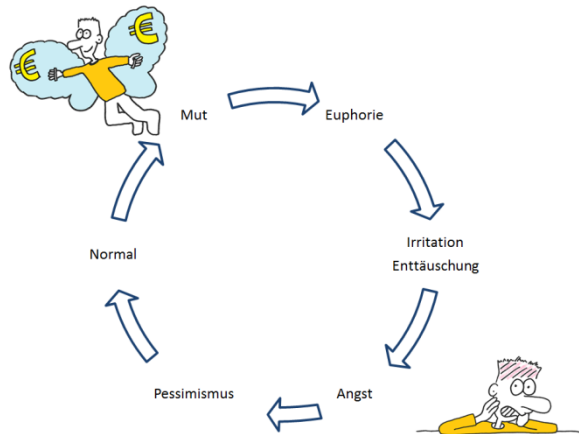 €
€
Mut
Euphorie
Irritation
Enttäuschung
Angst
Pessimismus
Normal